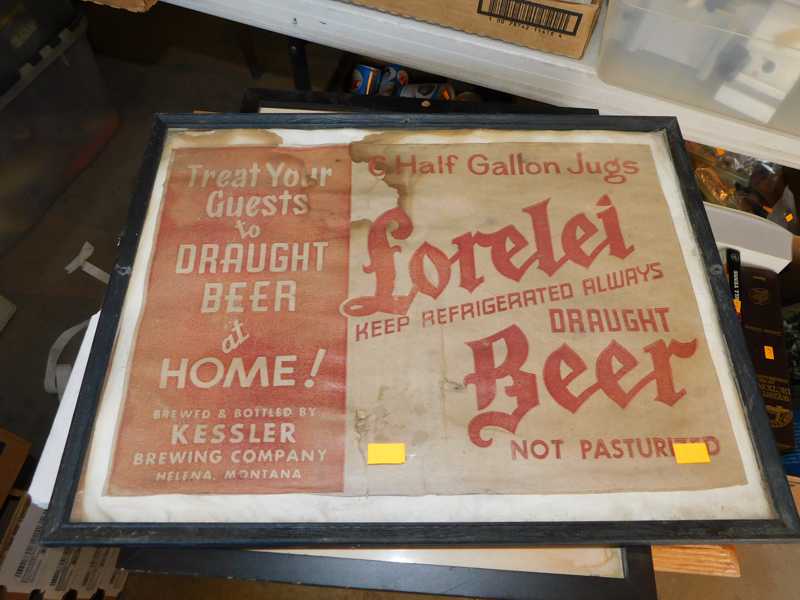 Treat Your
Guests
to
DRAUGHT
BEER
at
HOME!
BREWED & BOTTLED BY
KESSLER
BREWING COMPANY
HELENA, MONTANA
6 Half Gallon Jugs
Lorelei
KEEP REFRIGERATED ALWAYS
DRAUGHT
Beer
NOT PASTURIZED